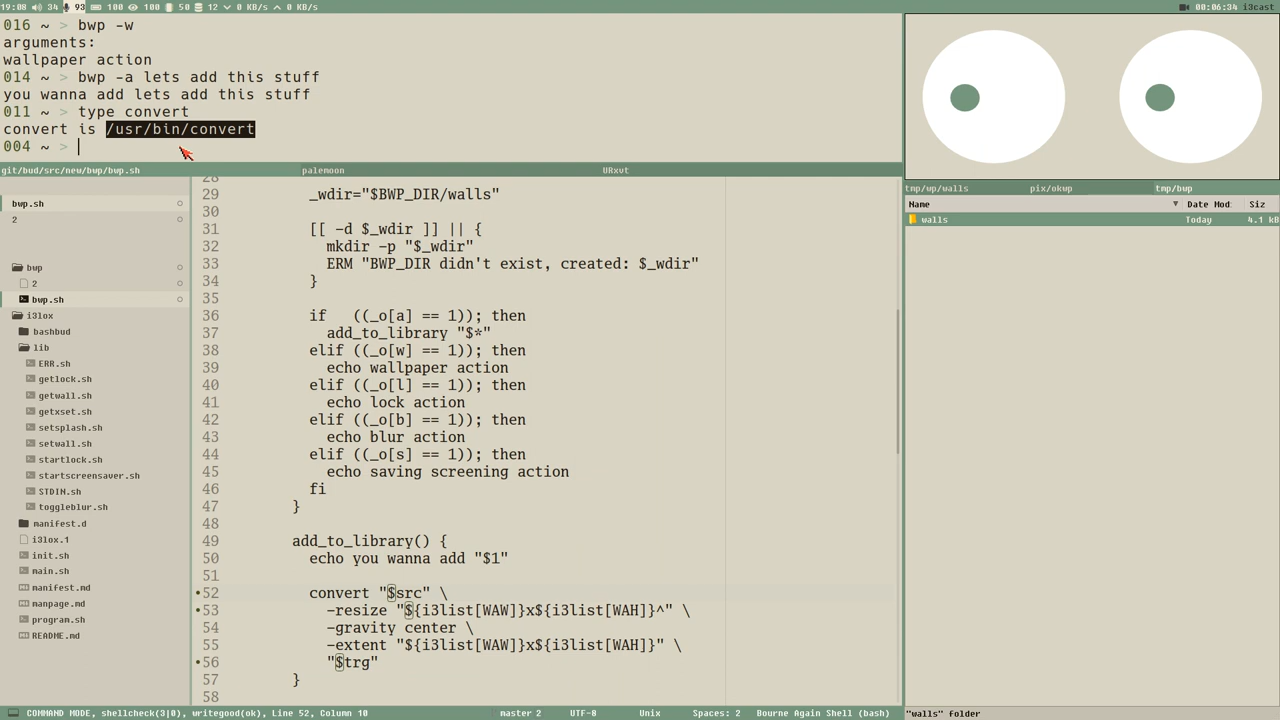 19:08 34 93 100 100 50 12 0 KB/s 0 KB/s 00:06:34 i3cast
016 ~ > bwp -w
arguments:
wallpaper action
014 ~ > bwp -a lets add this stuff
you wanna add lets add this stuff
011 ~ > type convert
convert is /usr/bin/convert
004 ~ >
git/bud/src/new/bwp/bwp.sh palemoon URxvt
bwp.sh
2
bwp
2
bwp.sh
i3lox
bashbud
lib
ERR.sh
getlock.sh
getwall.sh
getxset.sh
setsplash.sh
setwall.sh
startlock.sh
startscreensaver.sh
STDIN.sh
toggleblur.sh
manifest.d
i3lox.1
init.sh
main.sh
manifest.md
manpage.md
program.sh
README.md
28
29 _wdir="$BWP_DIR/walls"
30
31 [[ -d $_wdir ]] || {
32 mkdir -p "$_wdir"
33 ERM "BWP_DIR didn't exist, created: $_wdir"
34 }
35
36 if ((_o[a] == 1)); then
37 add_to_library "$*"
38 elif ((_o[w] == 1)); then
39 echo wallpaper action
40 elif ((_o[l] == 1)); then
41 echo lock action
42 elif ((_o[b] == 1)); then
43 echo blur action
44 elif ((_o[s] == 1)); then
45 echo saving screening action
46 fi
47 }
48
49 add_to_library() {
50 echo you wanna add "$1"
51
52 convert "$src" \
53 -resize "${i3list[WAW]}x${i3list[WAH]}^" \
54 -gravity center \
55 -extent "${i3list[WAW]}x${i3list[WAH]}" \
56 "$trg"
57 }
58
COMMAND MODE, shellcheck(3|0), writegood(ok), Line 52, Column 10 master 2 UTF-8 Unix Spaces: 2 Bourne Again Shell (bash)
tmp/wp/walls pix/okwp tmp/bwp
Name Date Mod: Siz
walls Today 4.1 kB
"walls" folder